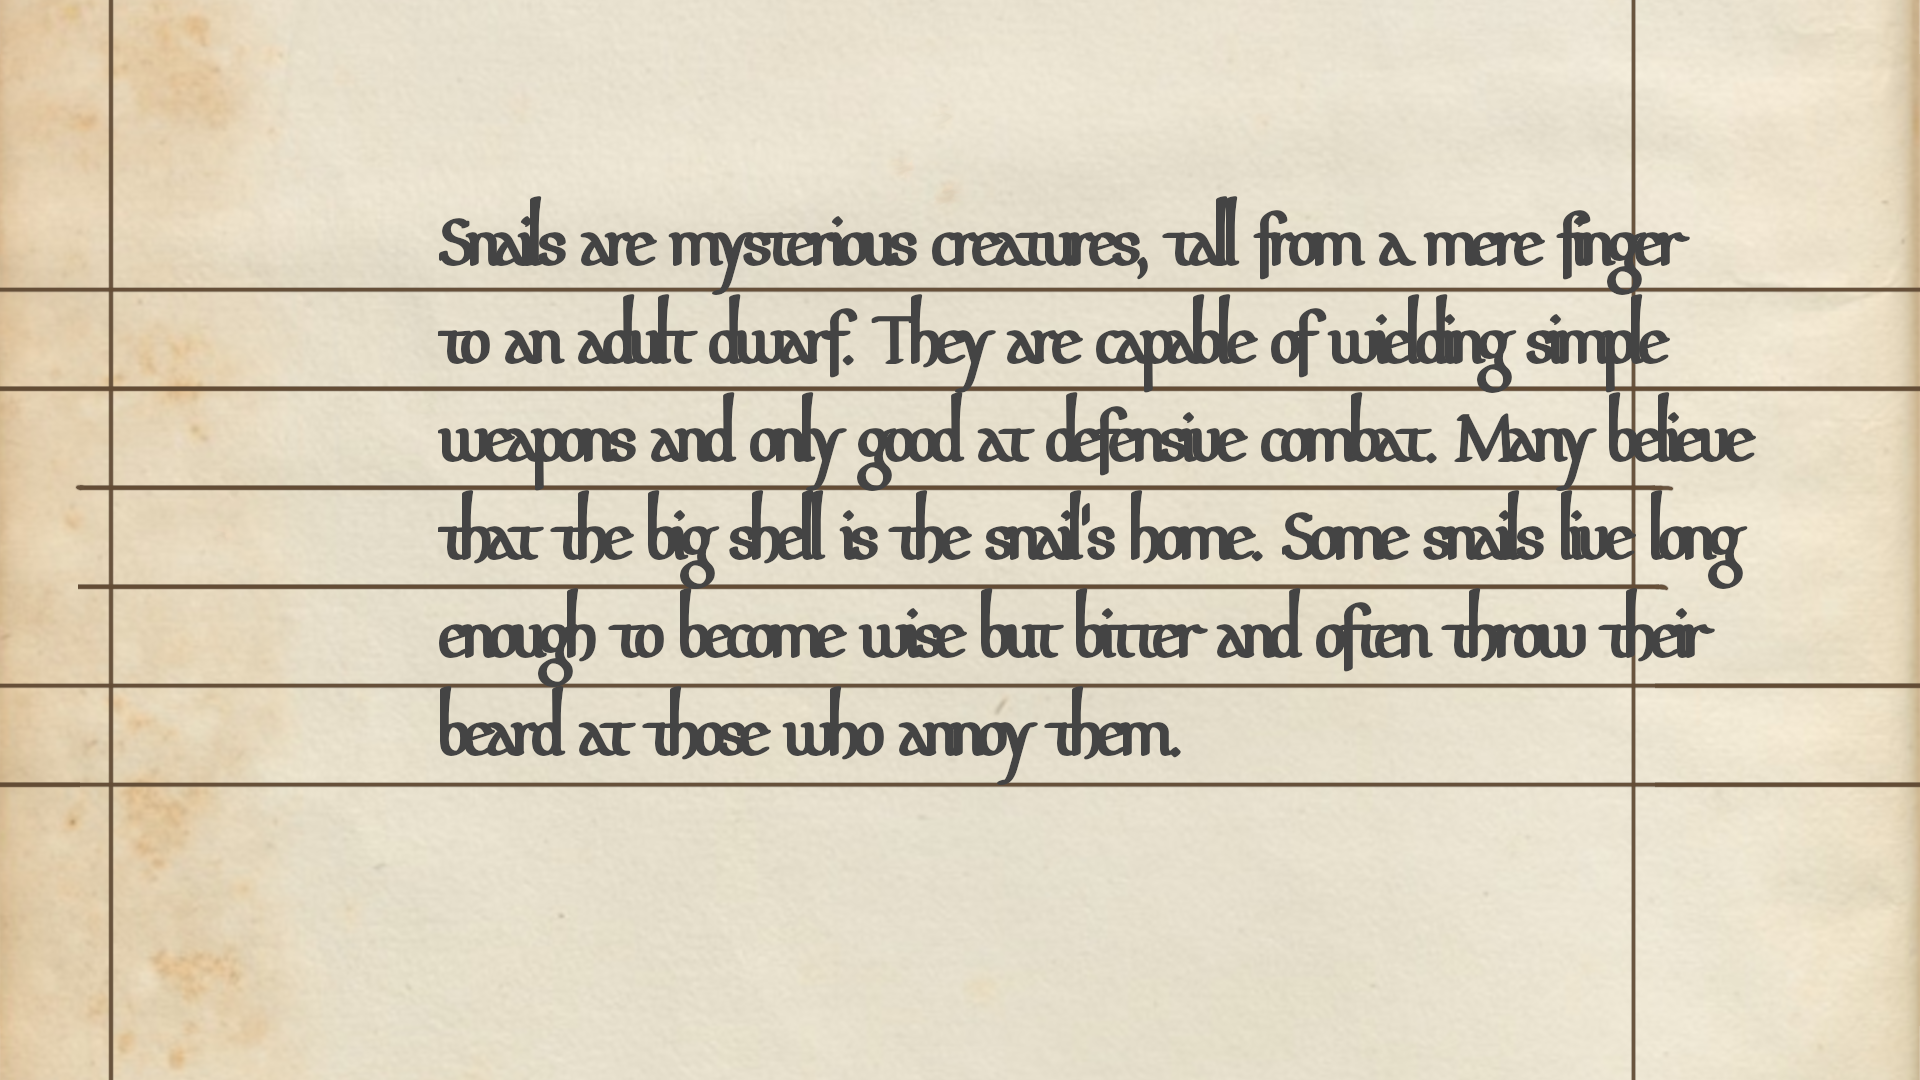 Snails are mysterious creatures, tall from a mere finger
to an adult dwarf. They are capable of wielding simple
weapons and only good at defensive combat. Many believe
that the big shell is the snail's home. Some snails live long
enough to become wise but bitter and often throw their
beard at those who annoy them.